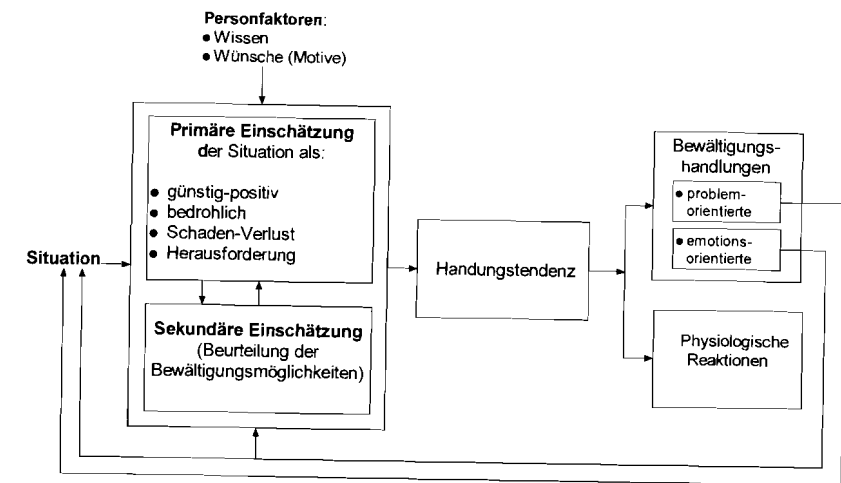 Personfaktoren:
● Wissen
● Wünsche (Motive)
Primäre Einschätzung
der Situation als:
● günstig-positiv
● bedrohlich
● Schaden-Verlust
● Herausforderung
Situation
Sekundäre Einschätzung
(Beurteilung der
Bewältigungsmöglichkeiten)
Handungstendenz
Bewältigungs-
handlungen
● problem-
orientierte
● emotions-
orientierte
Physiologische
Reaktionen